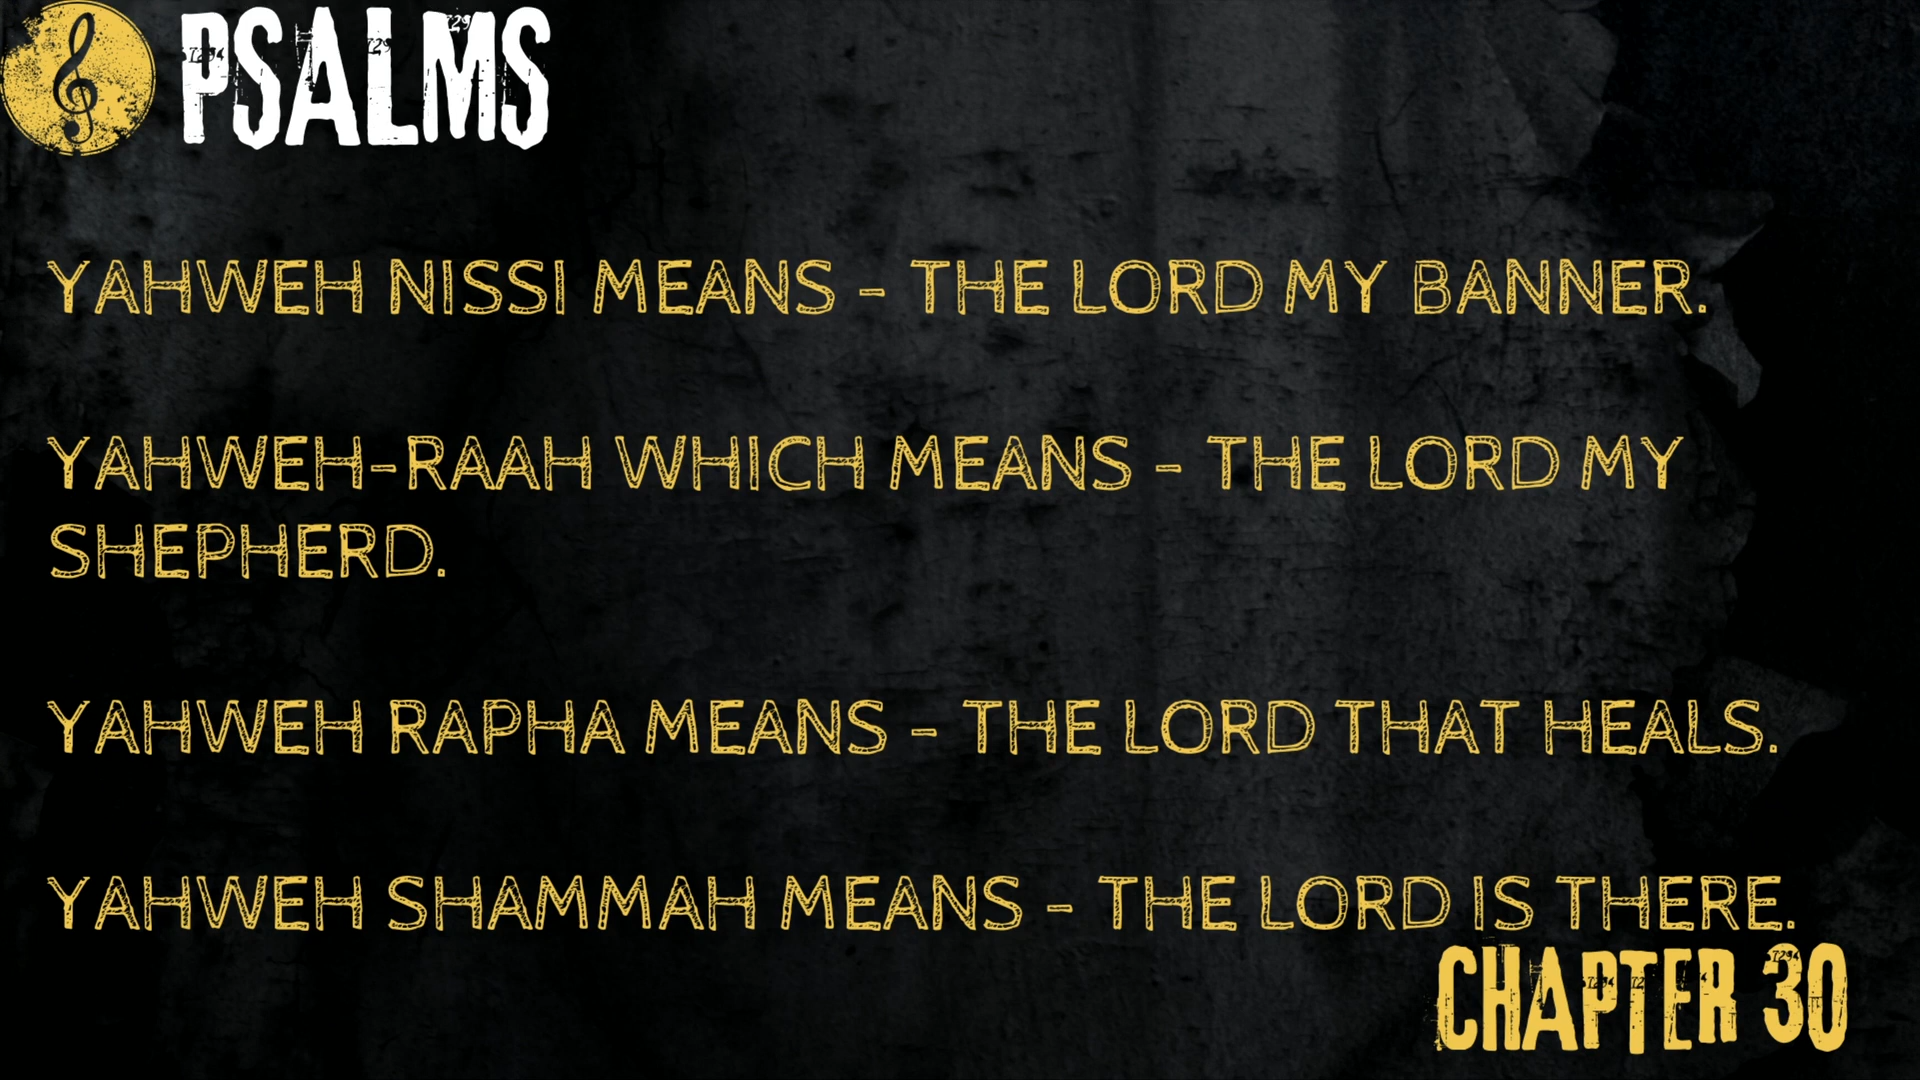 PSALMS
YAHWEH NISSI MEANS - THE LORD MY BANNER.
YAHWEH-RAAH WHICH MEANS - THE LORD MY
SHEPHERD.
YAHWEH RAPHA MEANS - THE LORD THAT HEALS.
YAHWEH SHAMMAH MEANS - THE LORD IS THERE.
CHAPTER 30